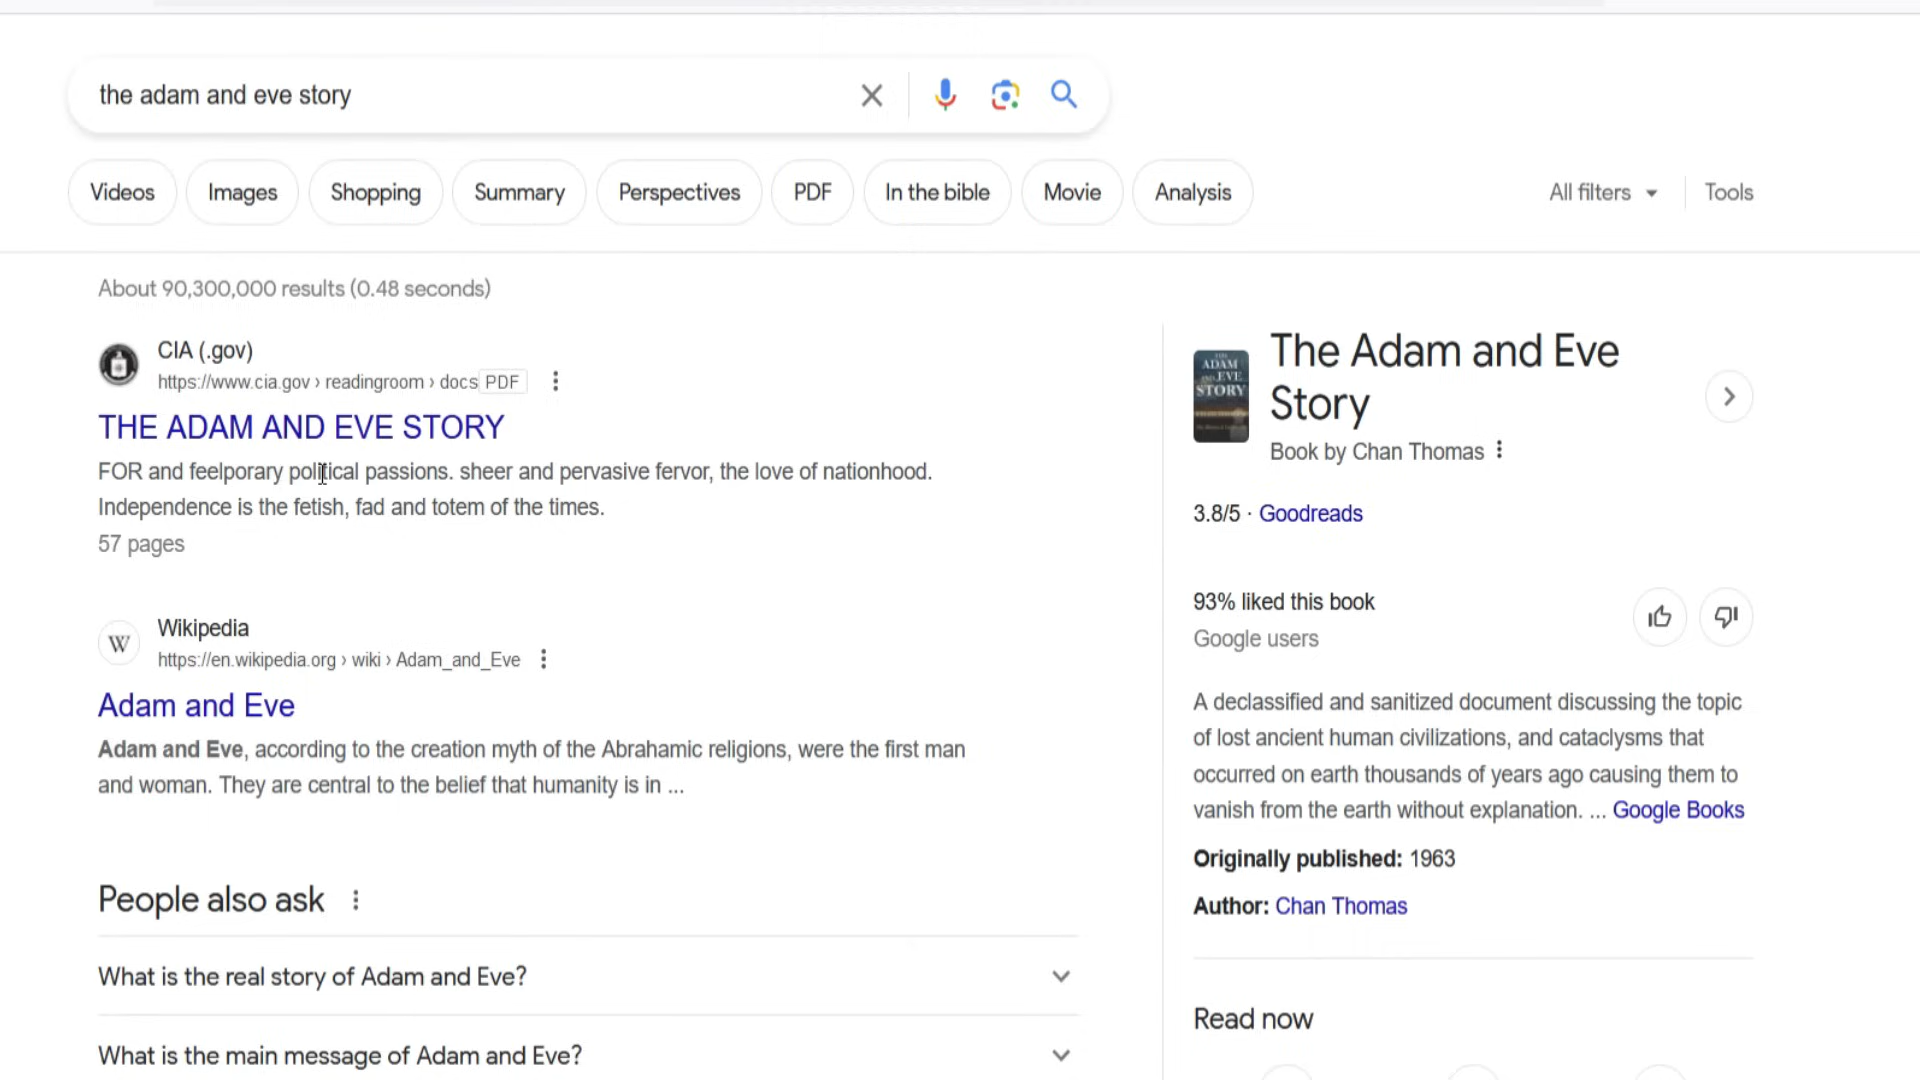 the adam and eve story
Videos
Images
Shopping
Summary
Perspectives
PDF
In the bible
Movie
Analysis
All filters
Tools
About 90,300,000 results (0.48 seconds)
CIA (.gov)
https://www.cia.gov › readingroom › docs PDF
THE ADAM AND EVE STORY
FOR and feelporary political passions. sheer and pervasive fervor, the love of nationhood.
Independence is the fetish, fad and totem of the times.
57 pages
W
Wikipedia
https://en.wikipedia.org › wiki › Adam_and_Eve
Adam and Eve
Adam and Eve, according to the creation myth of the Abrahamic religions, were the first man
and woman. They are central to the belief that humanity is in ...
People also ask
What is the real story of Adam and Eve?
What is the main message of Adam and Eve?
THE
ADAM
AND EVE
STORY
The Adam and Eve
Story
Book by Chan Thomas
3.8/5 · Goodreads
93% liked this book
Google users
A declassified and sanitized document discussing the topic
of lost ancient human civilizations, and cataclysms that
occurred on earth thousands of years ago causing them to
vanish from the earth without explanation. ... Google Books
Originally published: 1963
Author: Chan Thomas
Read now